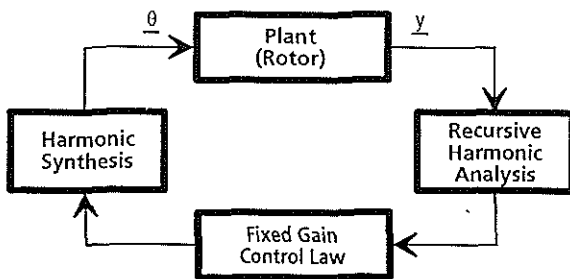 θ
Plant
(Rotor)
y
Harmonic
Synthesis
Recursive
Harmonic
Analysis
Fixed Gain
Control Law